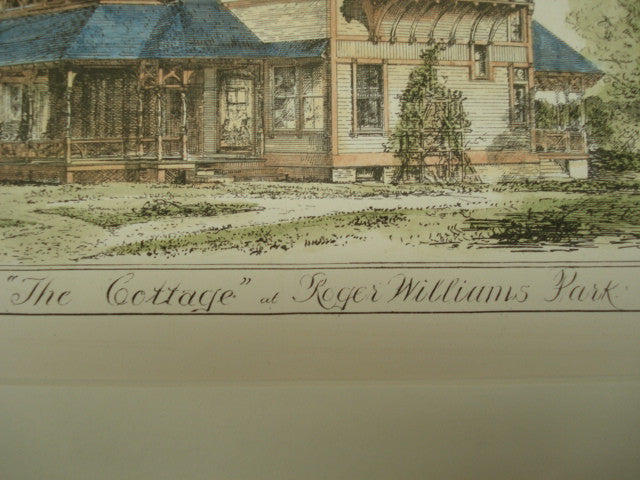 "The Cottage" at Roger Williams Park.